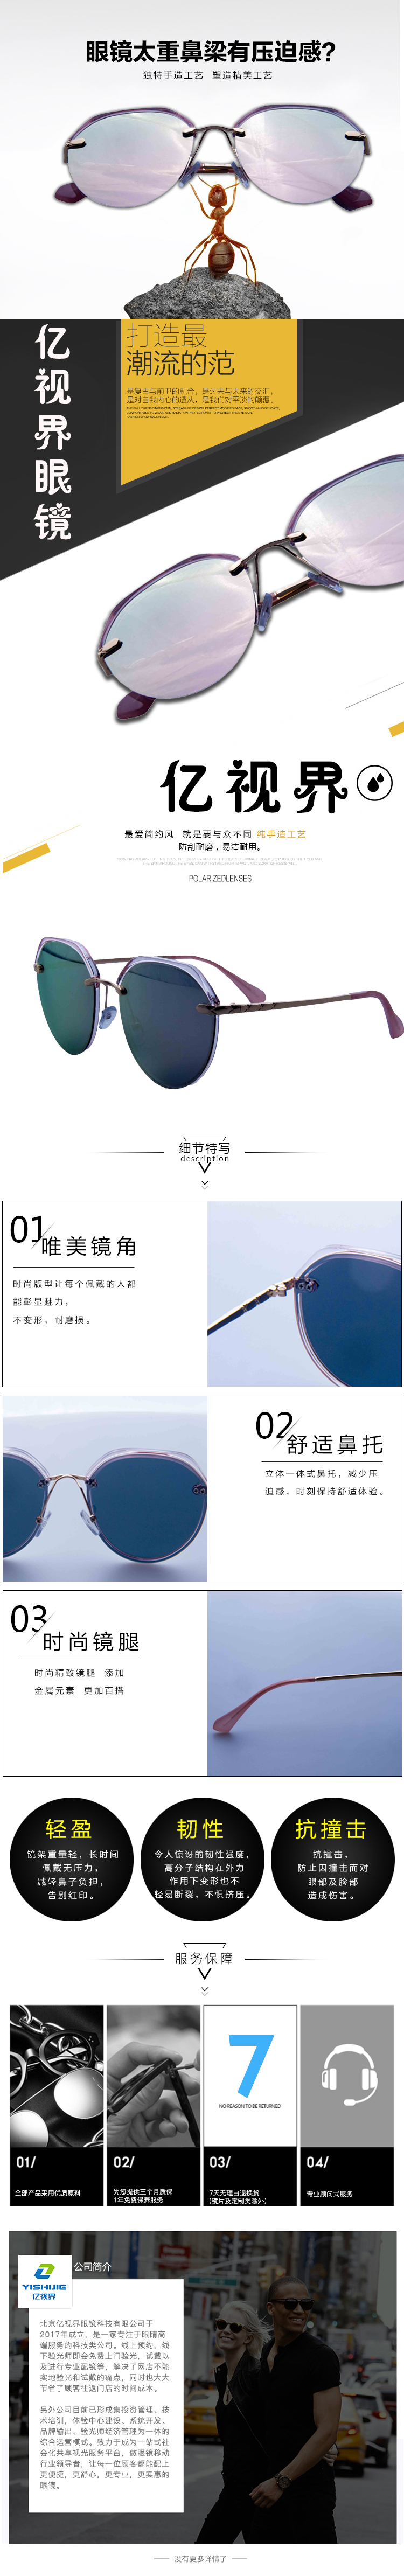 眼镜太重鼻梁有压迫感?
独特手造工艺 塑造精美工艺
亿视界眼镜
打造最
潮流的范
是复古与前卫的融合，是过去与未来的交汇，
是对自我内心的遵从，是我们对平淡的颠覆。
亿视界
最爱简约风 就是要与众不同 炖手造工艺
防刮耐磨，易洁耐用。
POLARIZEDLENSES
细节特写
description
01
唯美镜角
时尚版型让每个佩戴的人都
能彰显魅力，
不变形，耐磨损。
02
舒适鼻托
立体一体式鼻托，减少压
迫感，时刻保持舒适体验。
03
时尚镜腿
时尚精致镜腿 添加
金属元素 更加百搭
轻盈
镜架重量轻，长时间
佩戴无压力，
减轻鼻子负担，
告别红印。
韧性
令人惊讶的韧性强度，
高分子结构在外力
作用下变形也不
轻易断裂，不惧挤压。
抗撞击
抗撞击，
防止因撞击而对
眼部及脸部
造成伤害。
服务保障
7
NO REASON TO BE RETURNED
01/
全部产品采用优质原料
02/
为您提供三个月质保
1年免费保养服务
03/
7天无理由退换货
(镜片及定制类除外)
04/
专业顾问式服务
YISHIJIE
亿视界
公司简介
北京亿视界眼镜科技有限公司于
2017年成立，是一家专注于眼睛高
端服务的科技类公司。线上预约，线
下验光师即会免费上门验光，试戴以
及进行专业配镜等，解决了网店不能
实地验光和试戴的痛点，同时也大大
节省了顾客往返门店的时间成本。
另外公司目前已形成集投资管理、技
术培训，体验中心建设、系统开发、
品牌输出、验光师经济管理为一体的
综合运营模式。致力于成为一站式社
会化共享视光服务平台，做眼镜移动
行业领导者，让每一位顾客都能配上
更便捷，更舒心，更专业，更实惠的
眼镜。
没有更多详情了